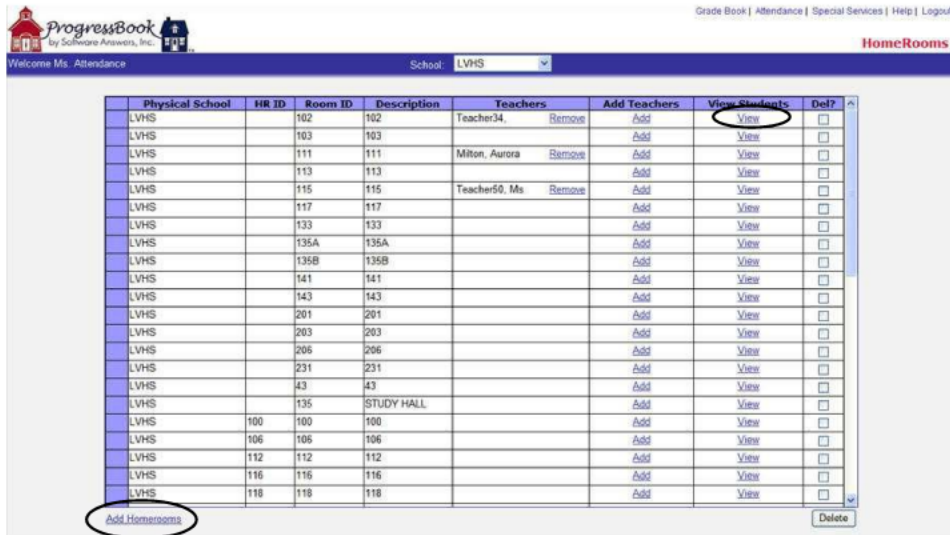 Grade Book | Attendance | Special Services | Help | Logout
ProgressBook
by Software Answers, Inc.
HomeRooms
Welcome Ms. Attendance School: LVHS
Physical School HR ID Room ID Description Teachers Add Teachers View Students Del?
LVHS 102 102 Teacher34, Remove Add View
LVHS 103 103 Add View
LVHS 111 111 Milton, Aurora Remove Add View
LVHS 113 113 Add View
LVHS 115 115 Teacher50, Ms Remove Add View
LVHS 117 117 Add View
LVHS 133 133 Add View
LVHS 135A 135A Add View
LVHS 135B 135B Add View
LVHS 141 141 Add View
LVHS 143 143 Add View
LVHS 201 201 Add View
LVHS 203 203 Add View
LVHS 206 206 Add View
LVHS 231 231 Add View
LVHS 43 43 Add View
LVHS 135 STUDY HALL Add View
LVHS 100 100 100 Add View
LVHS 106 106 106 Add View
LVHS 112 112 112 Add View
LVHS 116 116 116 Add View
LVHS 118 118 118 Add View
Add Homerooms Delete